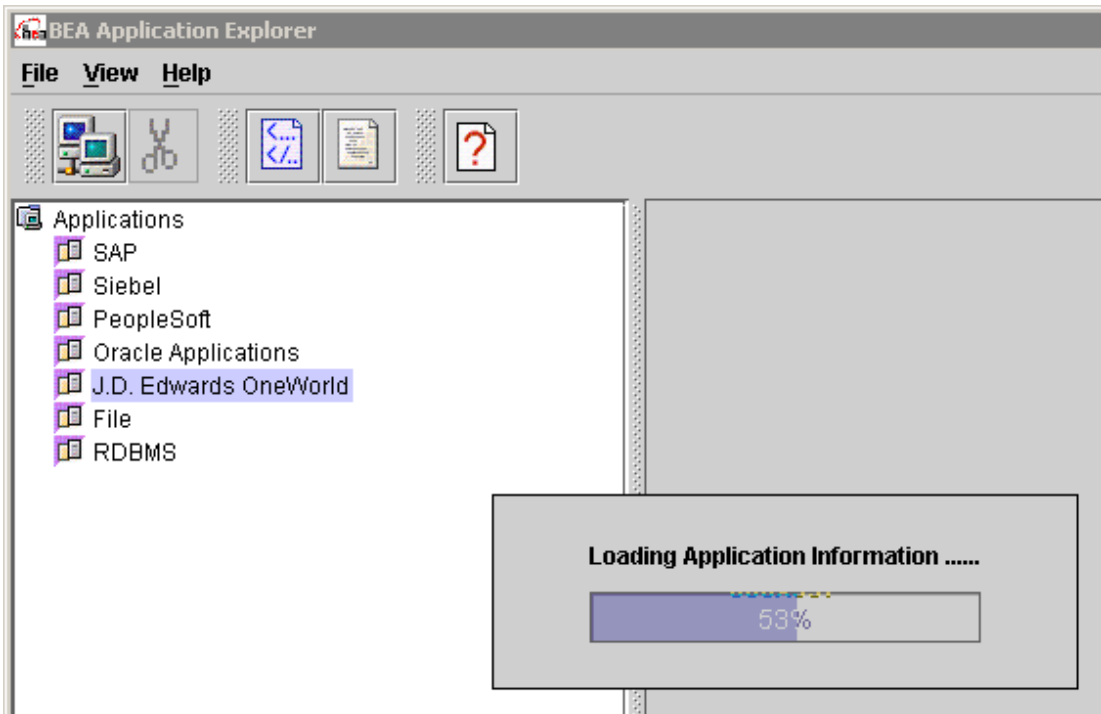 BEA Application Explorer
File View Help
Applications
SAP
Siebel
PeopleSoft
Oracle Applications
J.D. Edwards OneWorld
File
RDBMS
Loading Application Information ......
53%